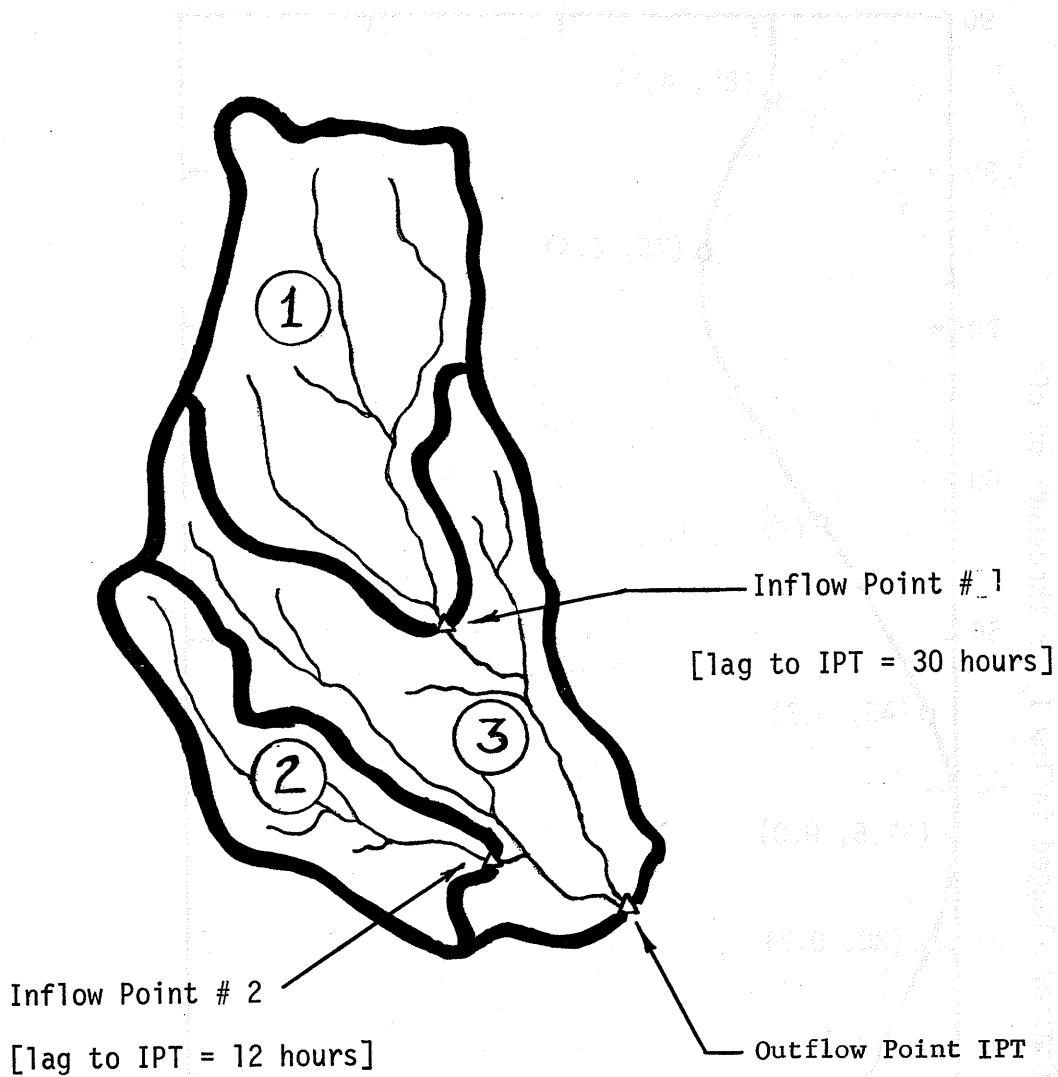 1
Inflow Point # 1
[lag to IPT = 30 hours]
3
2
Inflow Point # 2
[lag to IPT = 12 hours]
Outflow Point IPT